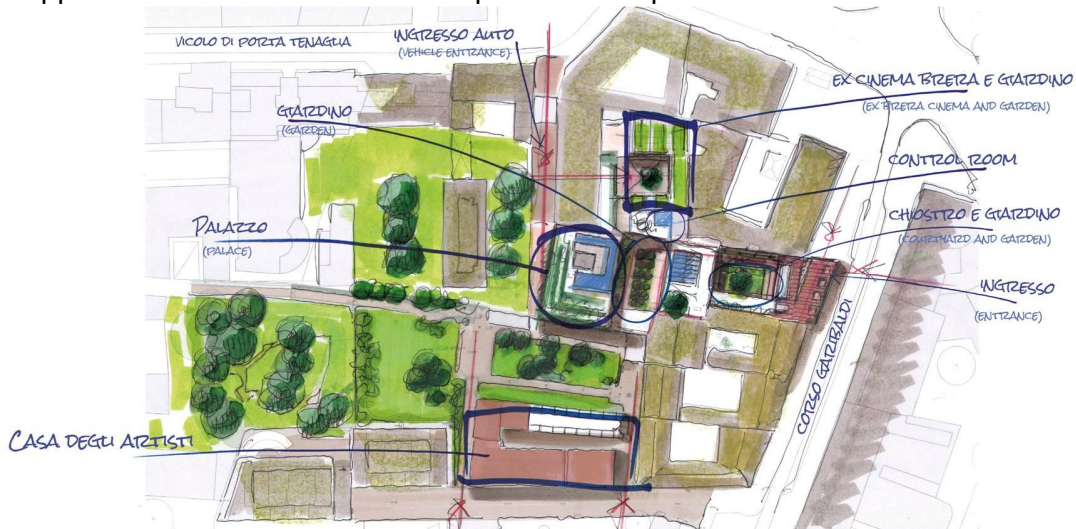 VICOLO DI PORTA TENAGLIA
INGRESSO AUTO
(VEHICLE ENTRANCE)
EX CINEMA BRERA E GIARDINO
(EX BRERA CINEMA AND GARDEN)
GIARDINO
(GARDEN)
CONTROL ROOM
CHIOSTRO E GIARDINO
(COURTYARD AND GARDEN)
PALAZZO
(PALACE)
INGRESSO
(ENTRANCE)
CORSO GARIBALDI
CASA DEGLI ARTISTI